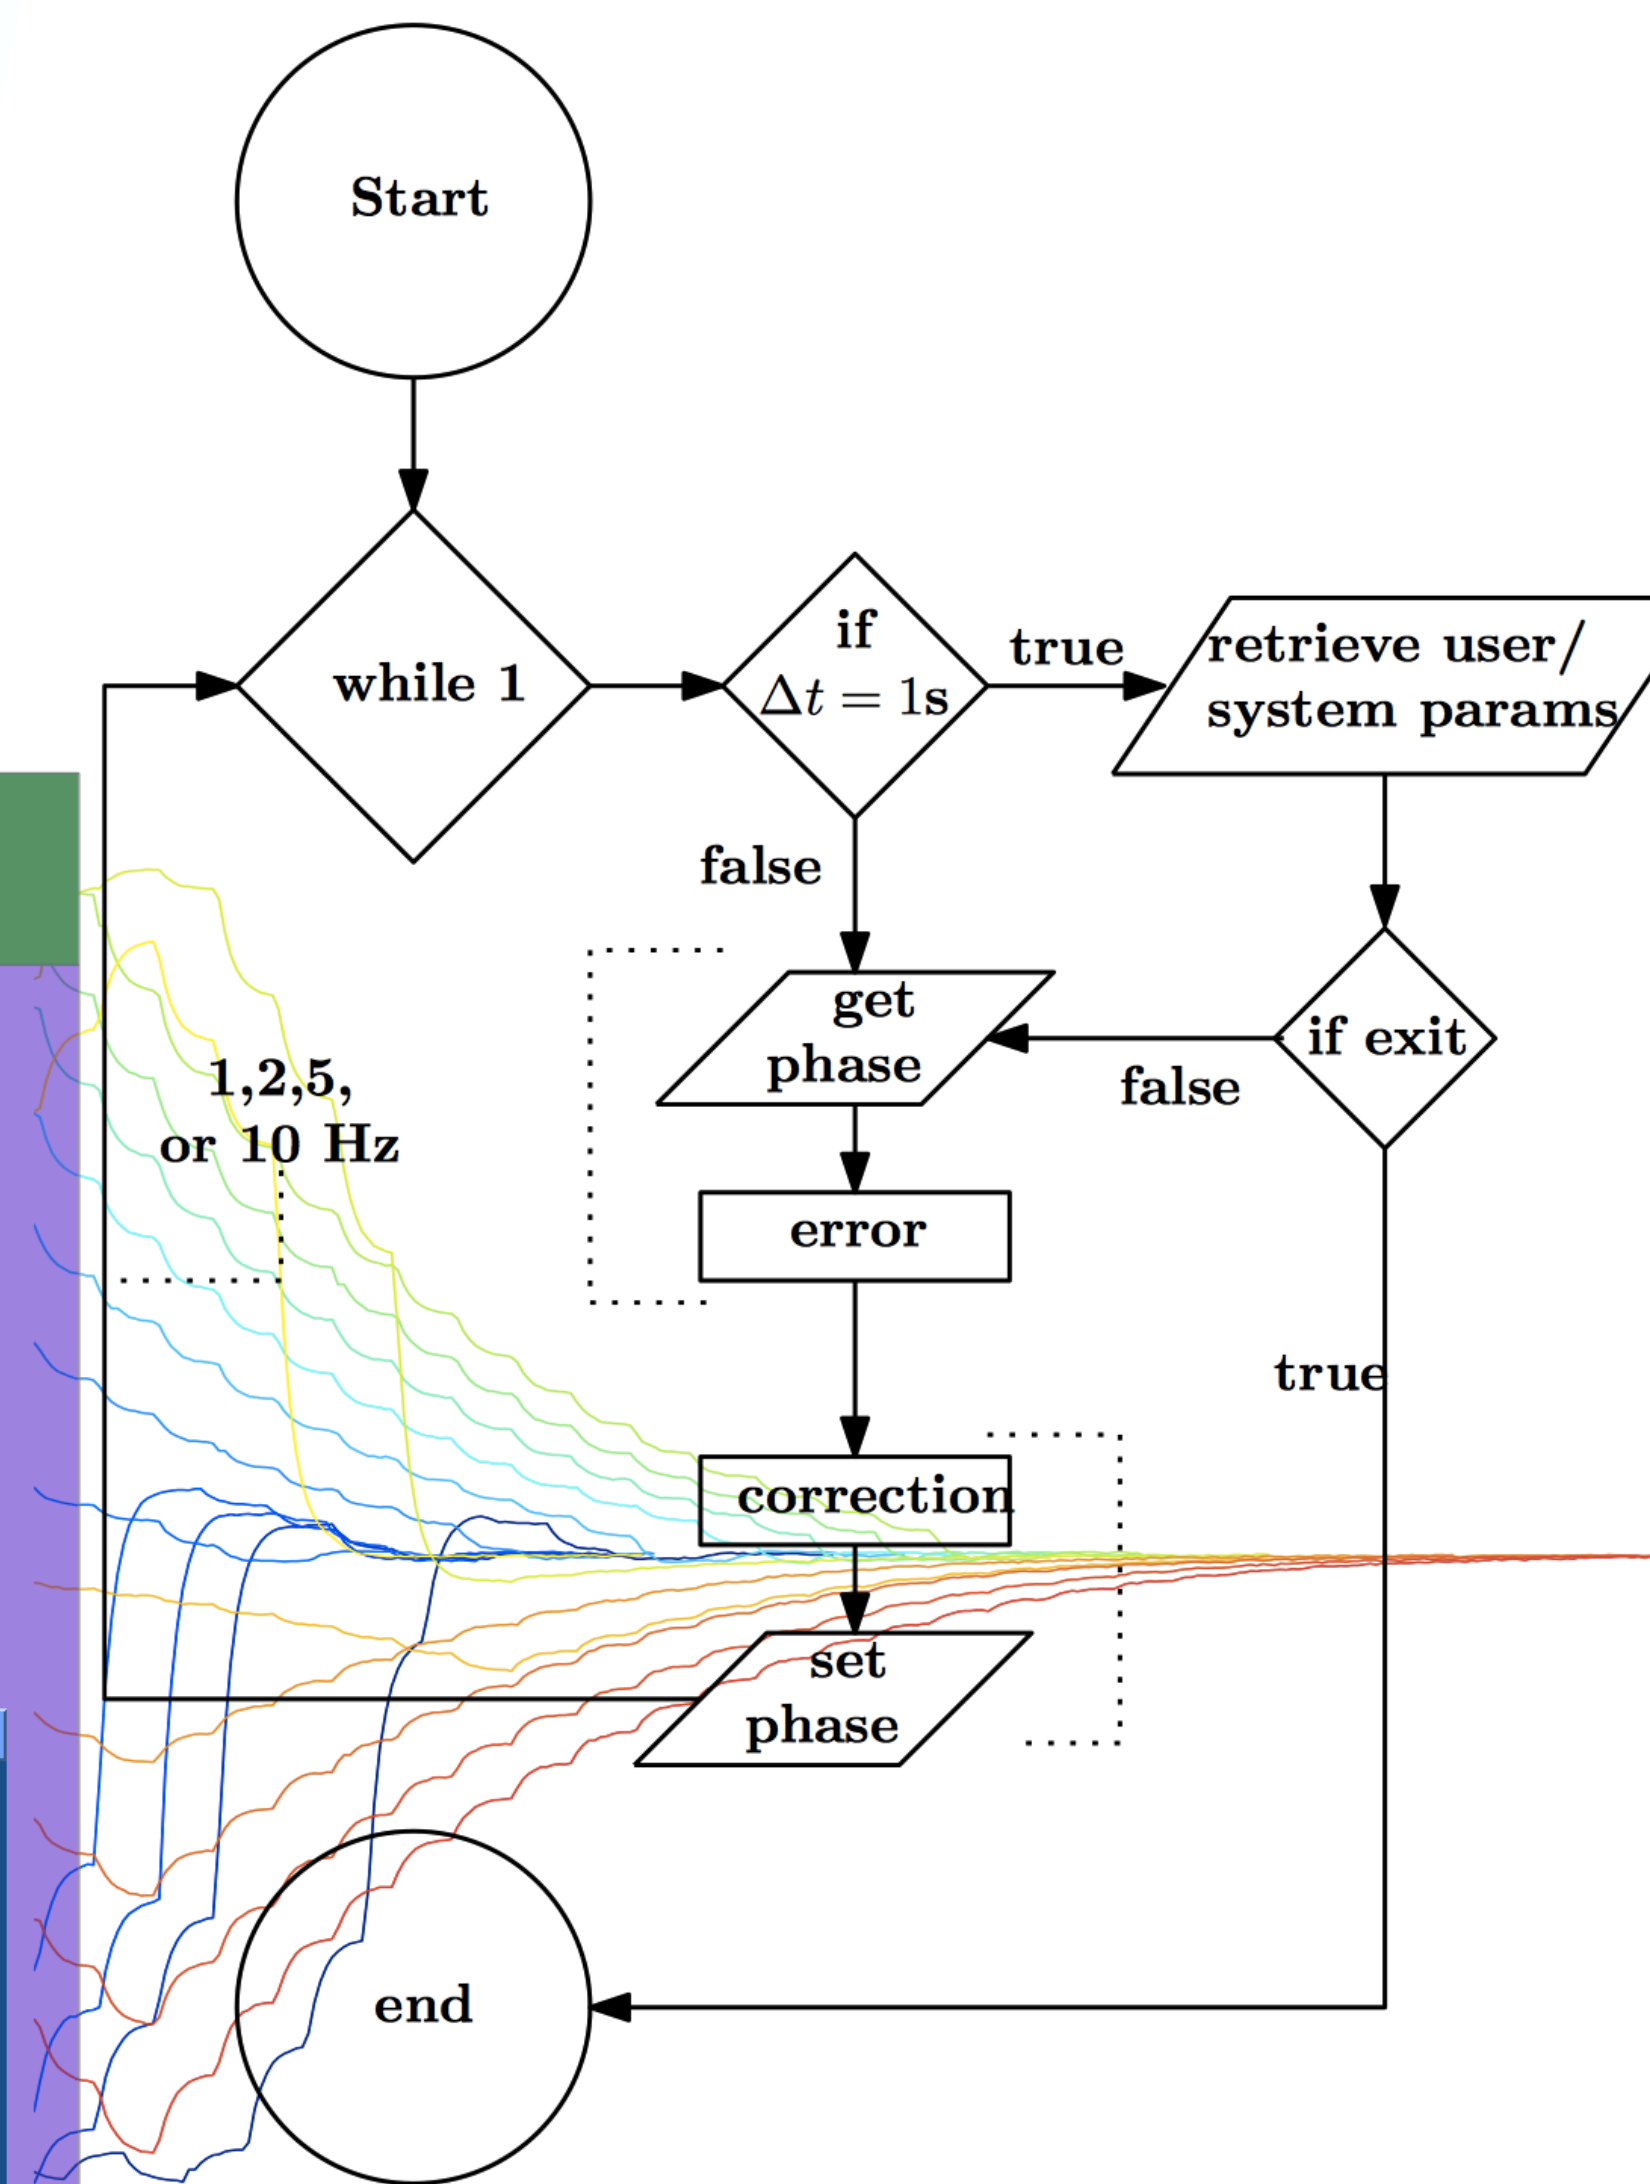 Start
while 1
if
Δt = 1s
true
retrieve user/
system params
false
get
phase
if exit
false
1,2,5,
or 10 Hz
error
true
correction
set
phase
end